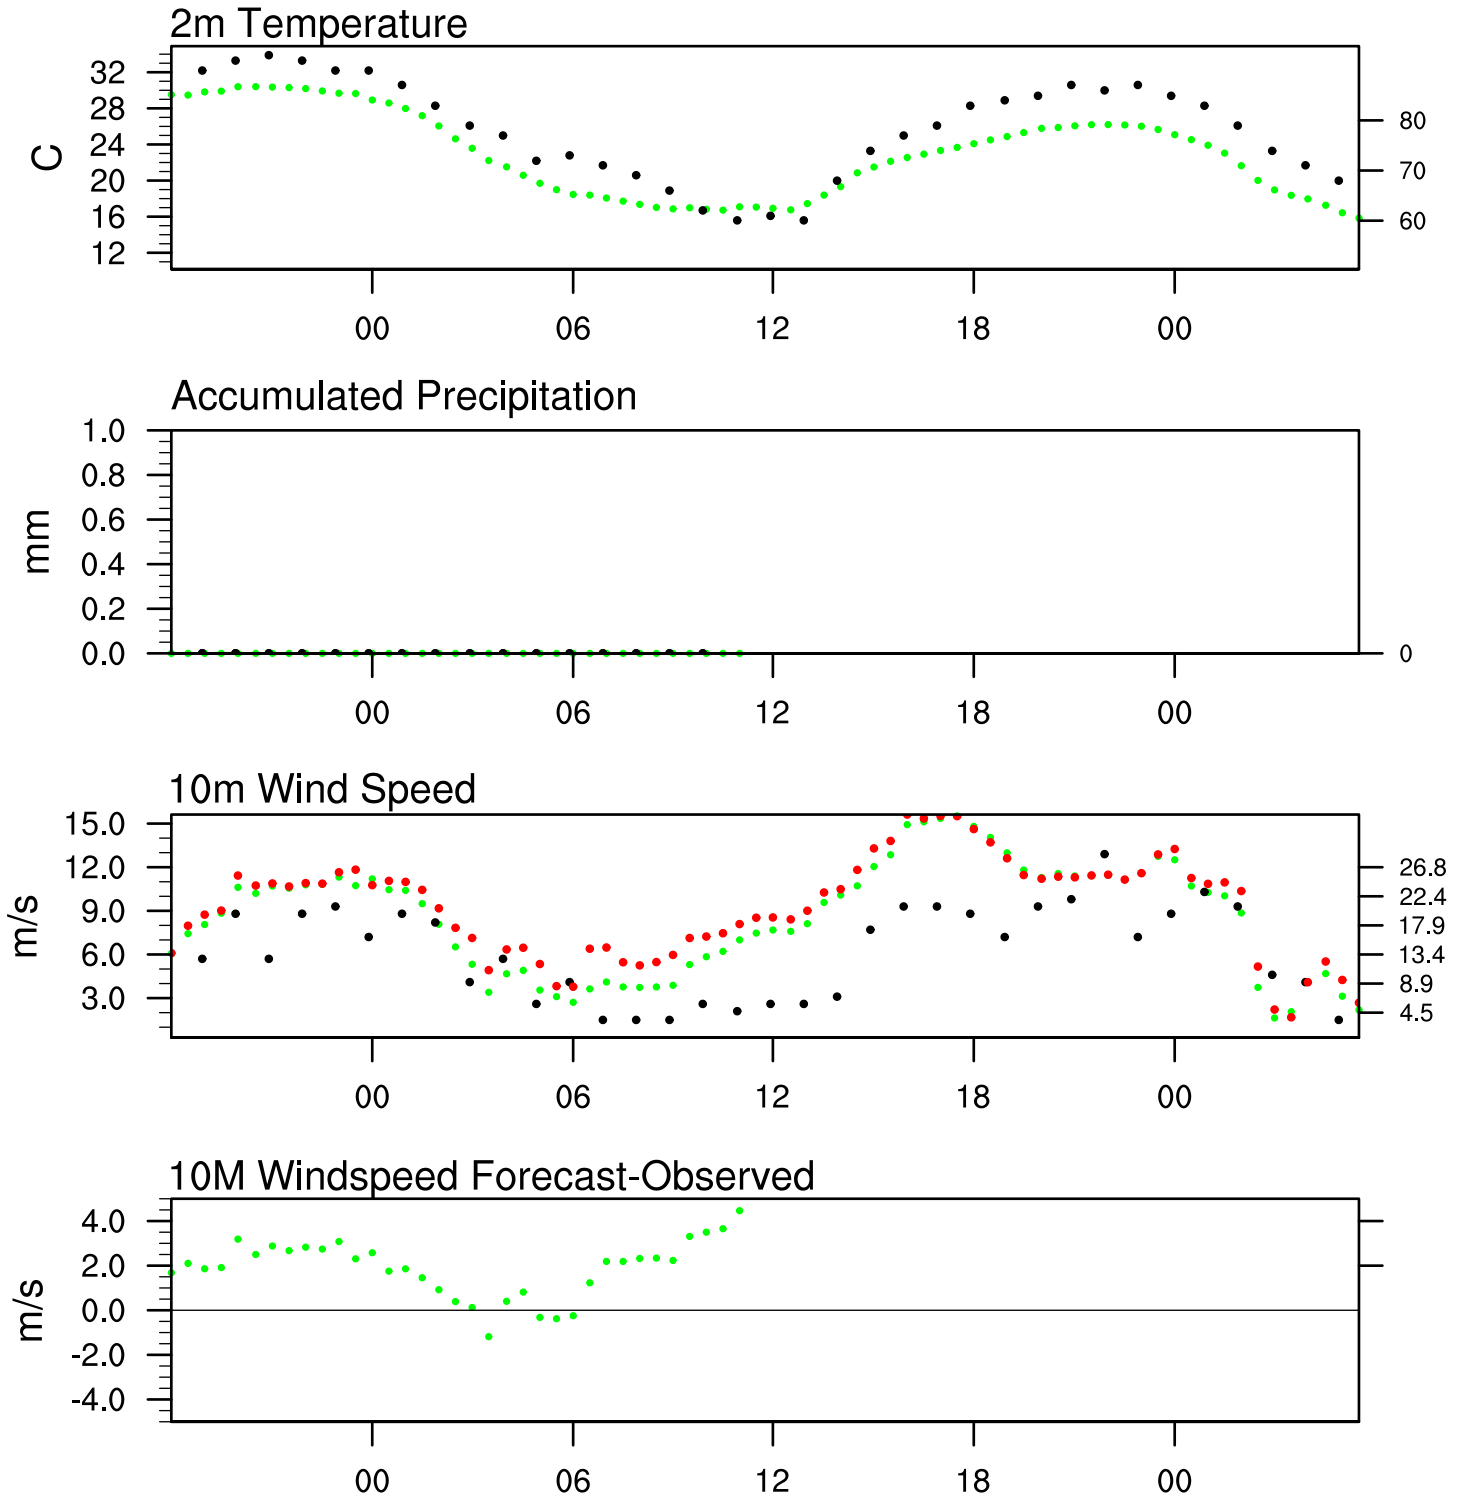 2m Temperature
32
28
24
20
16
12
C
80
70
60
00 06 12 18 00
Accumulated Precipitation
1.0
0.8
0.6
0.4
0.2
0.0
mm
0
00 06 12 18 00
10m Wind Speed
15.0
12.0
9.0
6.0
3.0
m/s
26.8
22.4
17.9
13.4
8.9
4.5
00 06 12 18 00
10M Windspeed Forecast-Observed
4.0
2.0
0.0
-2.0
-4.0
m/s
00 06 12 18 00